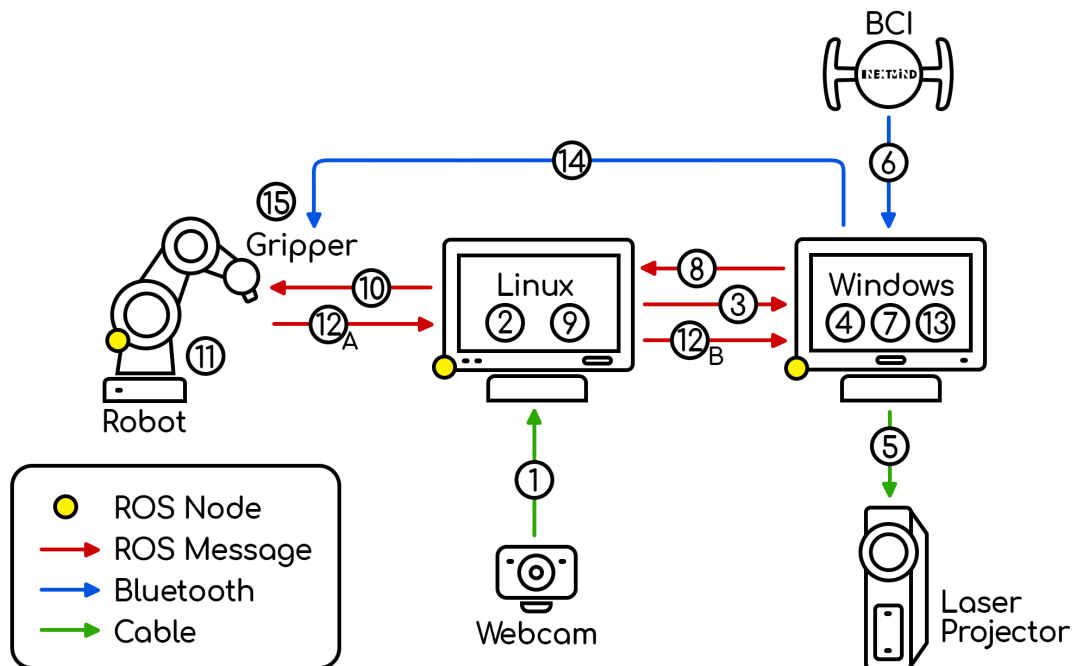 BCI
NEXTMIND
14
6
15
Gripper
8
10
Linux
3
Windows
2
9
4
7
13
12
A
12
B
11
Robot
5
1
ROS Node
ROS Message
Bluetooth
Cable
Webcam
Laser
Projector